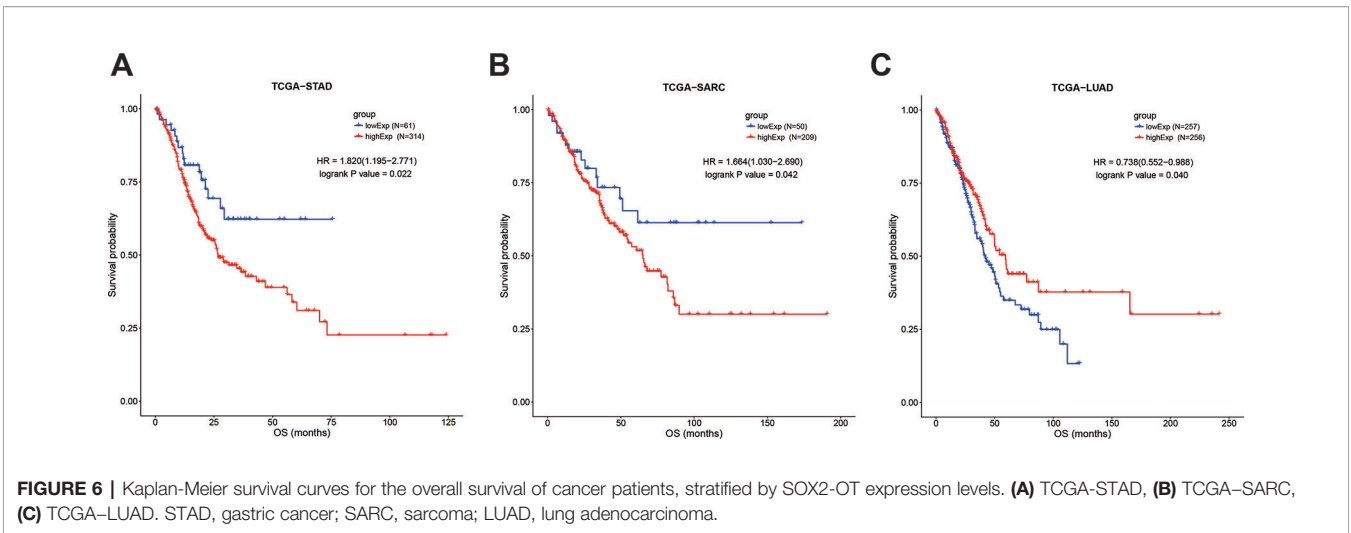 A
TCGA-STAD
group
lowExp (N=61)
highExp (N=314)
HR = 1.820(1.195−2.771)
logrank P value = 0.022
Survival probability
1.00
0.75
0.50
0.25
0.00
0 25 50 75 100 125
OS (months)
B
TCGA-SARC
group
lowExp (N=50)
highExp (N=209)
HR = 1.664(1.030−2.690)
logrank P value = 0.042
Survival probability
1.00
0.75
0.50
0.25
0.00
0 50 100 150 200
OS (months)
C
TCGA-LUAD
group
lowExp (N=257)
highExp (N=256)
HR = 0.738(0.552−0.988)
logrank P value = 0.040
Survival probability
1.00
0.75
0.50
0.25
0.00
0 50 100 150 200 250
OS (months)
FIGURE 6 | Kaplan-Meier survival curves for the overall survival of cancer patients, stratified by SOX2-OT expression levels. (A) TCGA-STAD, (B) TCGA–SARC,
(C) TCGA–LUAD. STAD, gastric cancer; SARC, sarcoma; LUAD, lung adenocarcinoma.